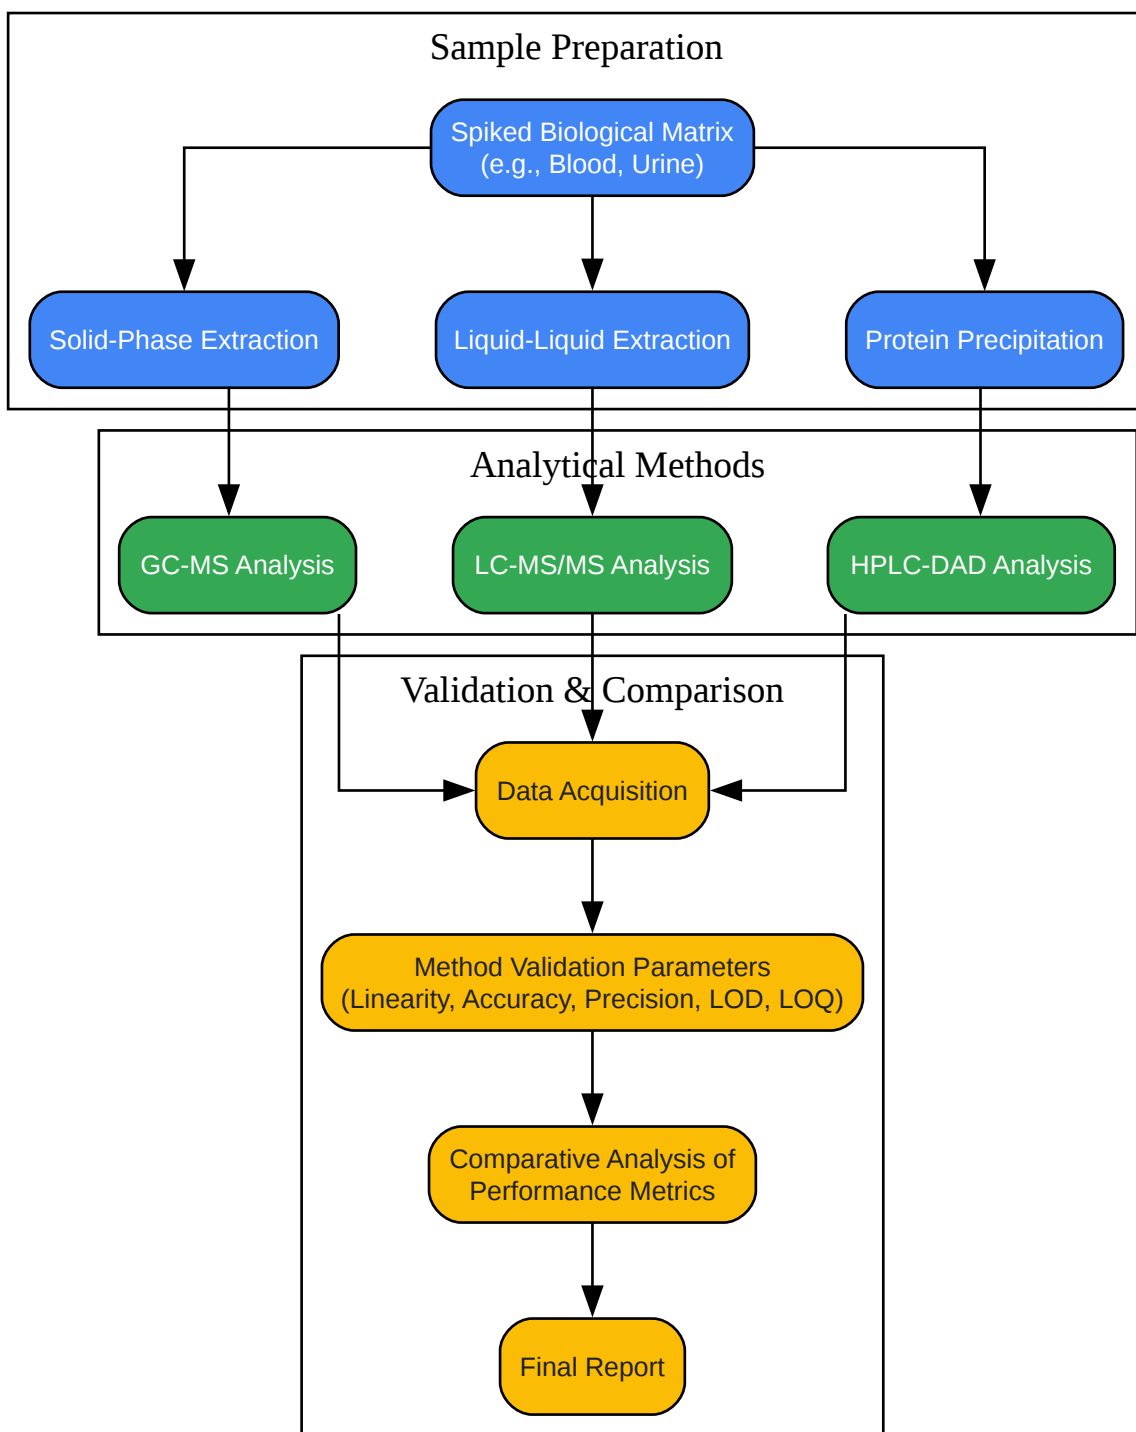 Sample Preparation
Spiked Biological Matrix
(e.g., Blood, Urine)
Solid-Phase Extraction
Liquid-Liquid Extraction
Protein Precipitation
Analytical Methods
GC-MS Analysis
LC-MS/MS Analysis
HPLC-DAD Analysis
Validation & Comparison
Data Acquisition
Method Validation Parameters
(Linearity, Accuracy, Precision, LOD, LOQ)
Comparative Analysis of
Performance Metrics
Final Report